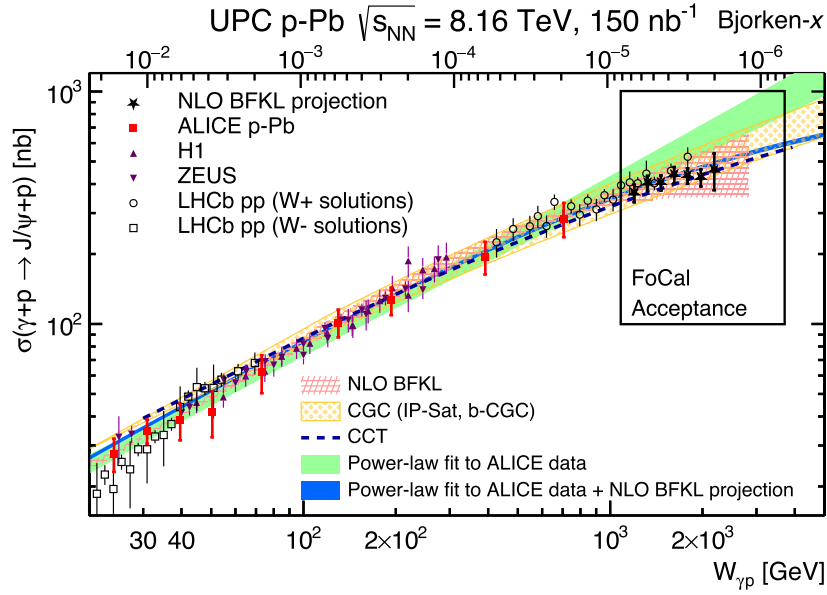 UPC p-Pb √sNN = 8.16 TeV, 150 nb⁻¹ Bjorken-x
10⁻² 10⁻³ 10⁻⁴ 10⁻⁵ 10⁻⁶
10³
NLO BFKL projection
ALICE p-Pb
H1
ZEUS
LHCb pp (W+ solutions)
LHCb pp (W- solutions)
σ(γ+p → J/ψ+p) [nb]
FoCal
Acceptance
10²
NLO BFKL
CGC (IP-Sat, b-CGC)
CCT
Power-law fit to ALICE data
Power-law fit to ALICE data + NLO BFKL projection
30 40 10² 2×10² 10³ 2×10³
Wγp [GeV]